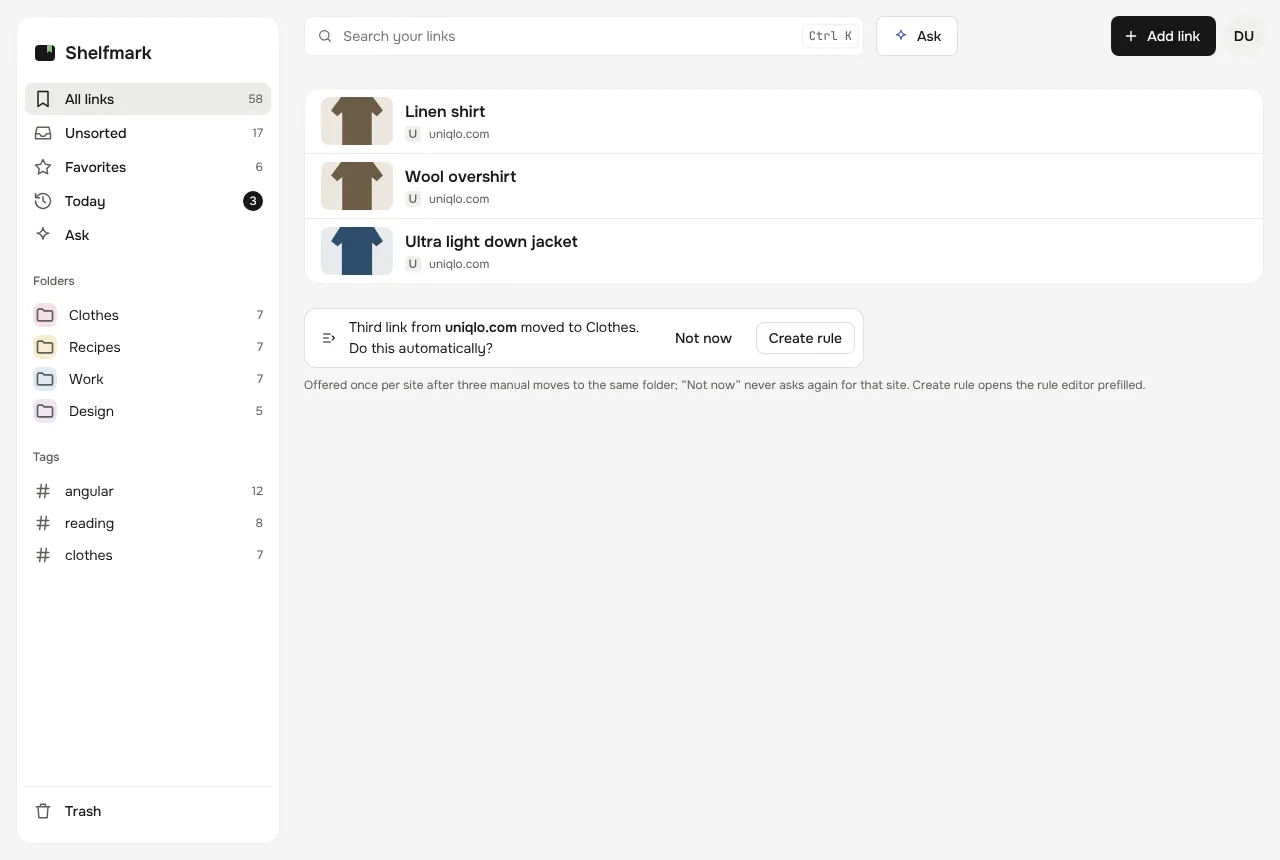 Shelfmark
All links 58
Unsorted 17
Favorites 6
Today 3
Ask
Folders
Clothes 7
Recipes 7
Work 7
Design 5
Tags
angular 12
reading 8
clothes 7
Trash
Search your links Ctrl K
Ask
Add link
DU
Linen shirt
U uniqlo.com
Wool overshirt
U uniqlo.com
Ultra light down jacket
U uniqlo.com
Third link from uniqlo.com moved to Clothes.
Do this automatically?
Not now
Create rule
Offered once per site after three manual moves to the same folder; “Not now” never asks again for that site. Create rule opens the rule editor prefilled.